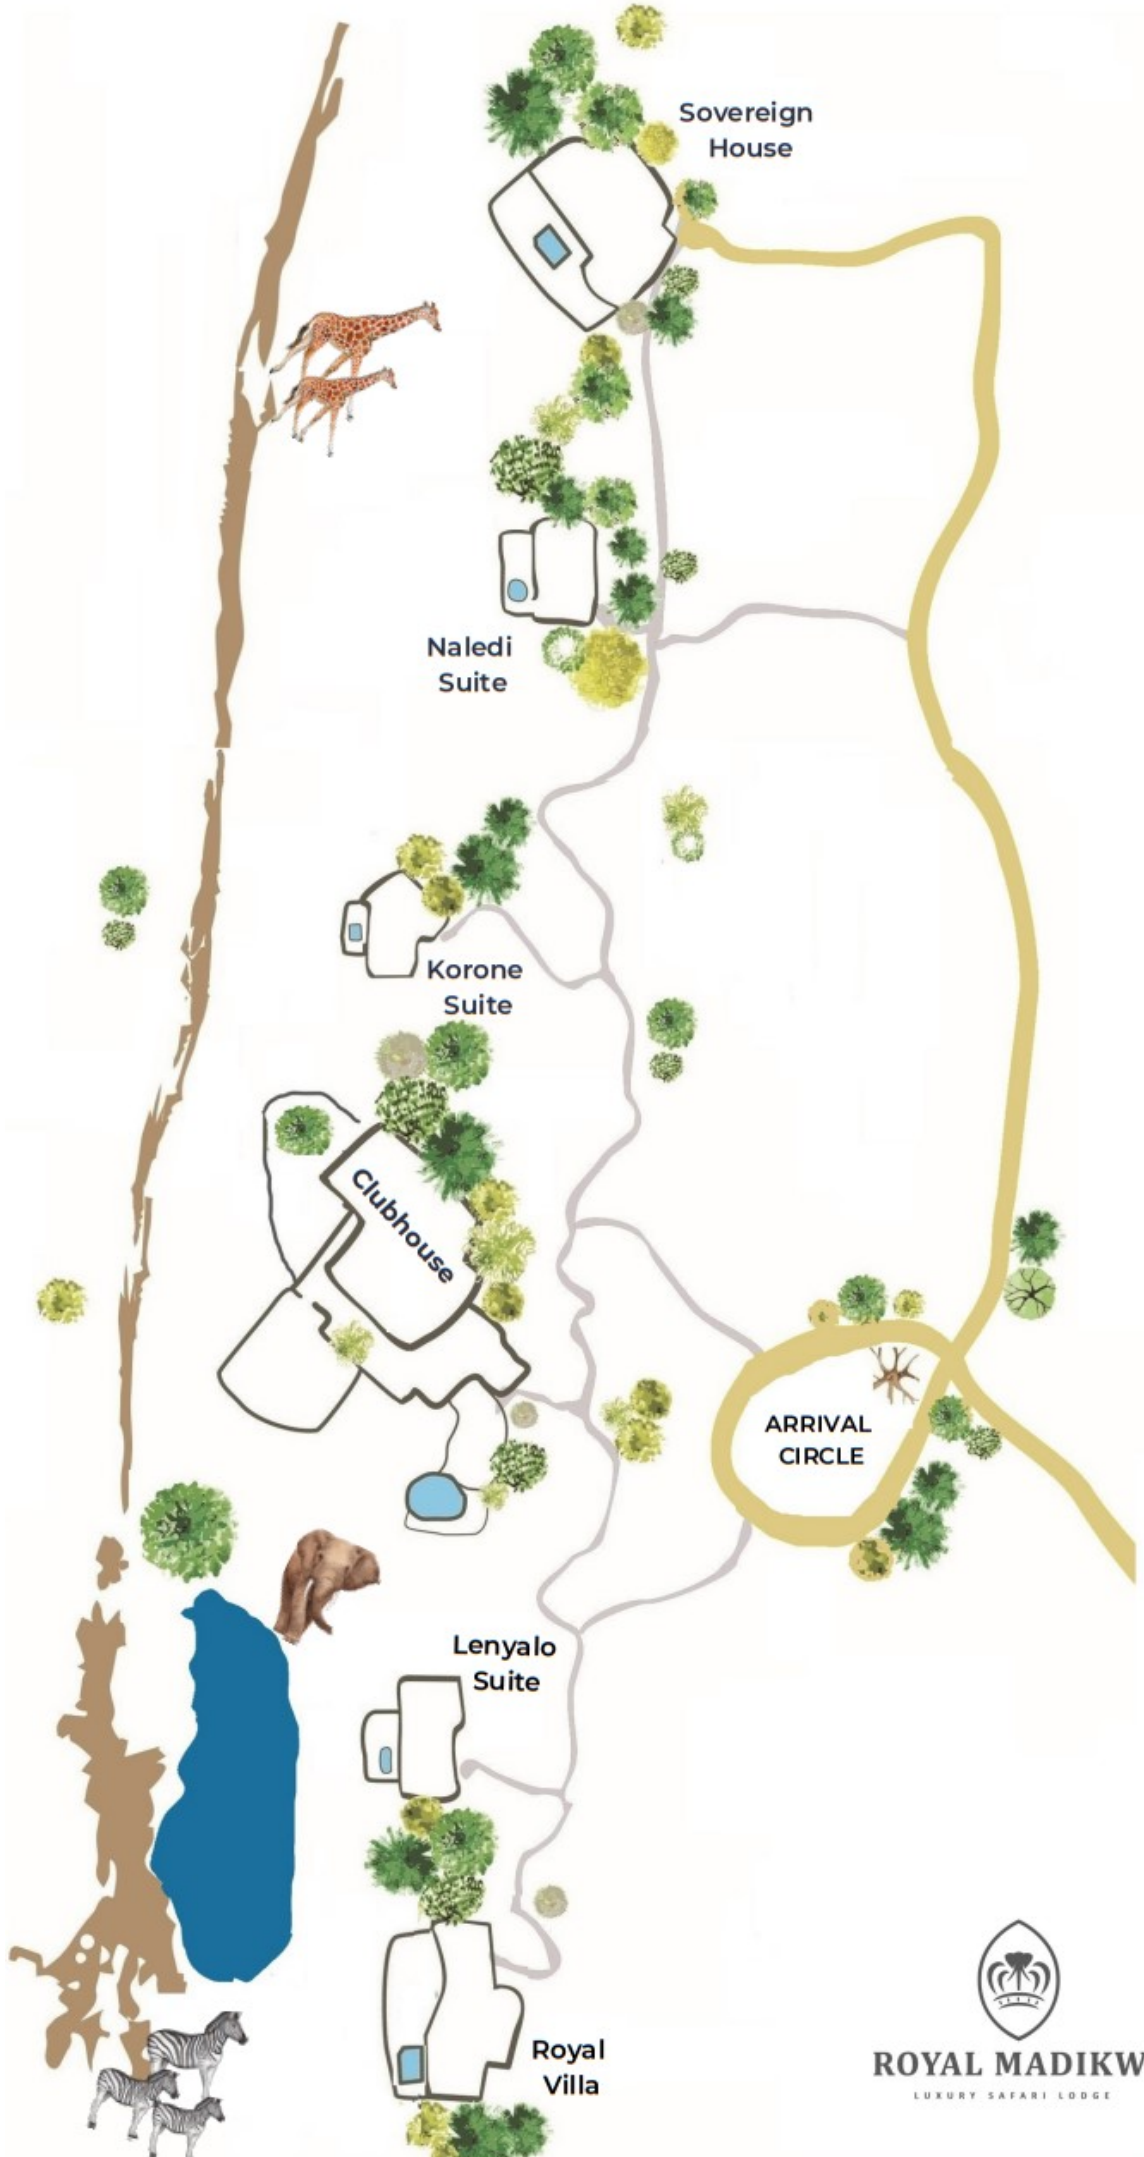 Sovereign
House
Naledi
Suite
Korone
Suite
Clubhouse
ARRIVAL
CIRCLE
Lenyalo
Suite
Royal
Villa
ROYAL MADIKW
LUXURY SAFARI LODGE